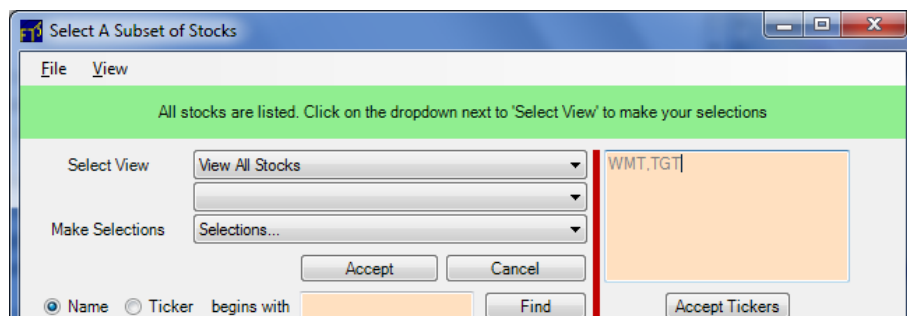 FTS Select A Subset of Stocks
File View
All stocks are listed. Click on the dropdown next to 'Select View' to make your selections
Select View View All Stocks WMT,TGT
Make Selections Selections...
Accept Cancel
Name Ticker begins with Find Accept Tickers